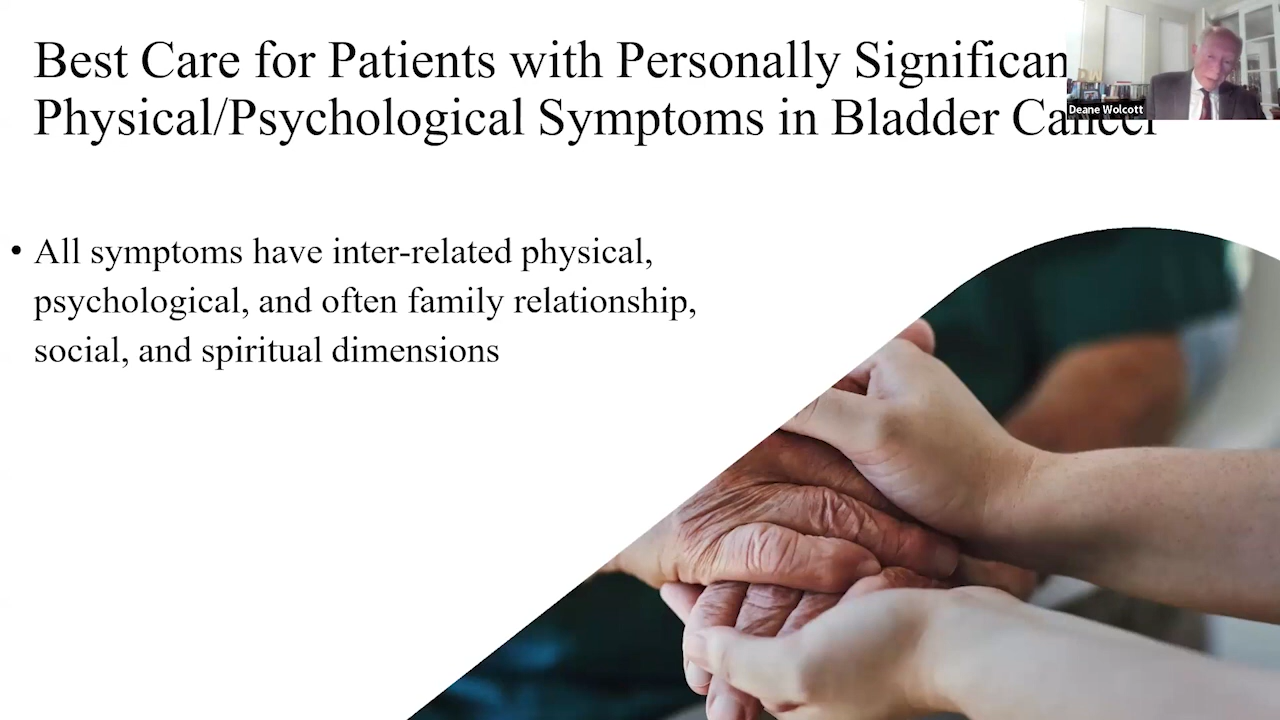 Best Care for Patients with Personally Significan
Physical/Psychological Symptoms in Bladder Cancer
Deane Wolcott
• All symptoms have inter-related physical,
psychological, and often family relationship,
social, and spiritual dimensions